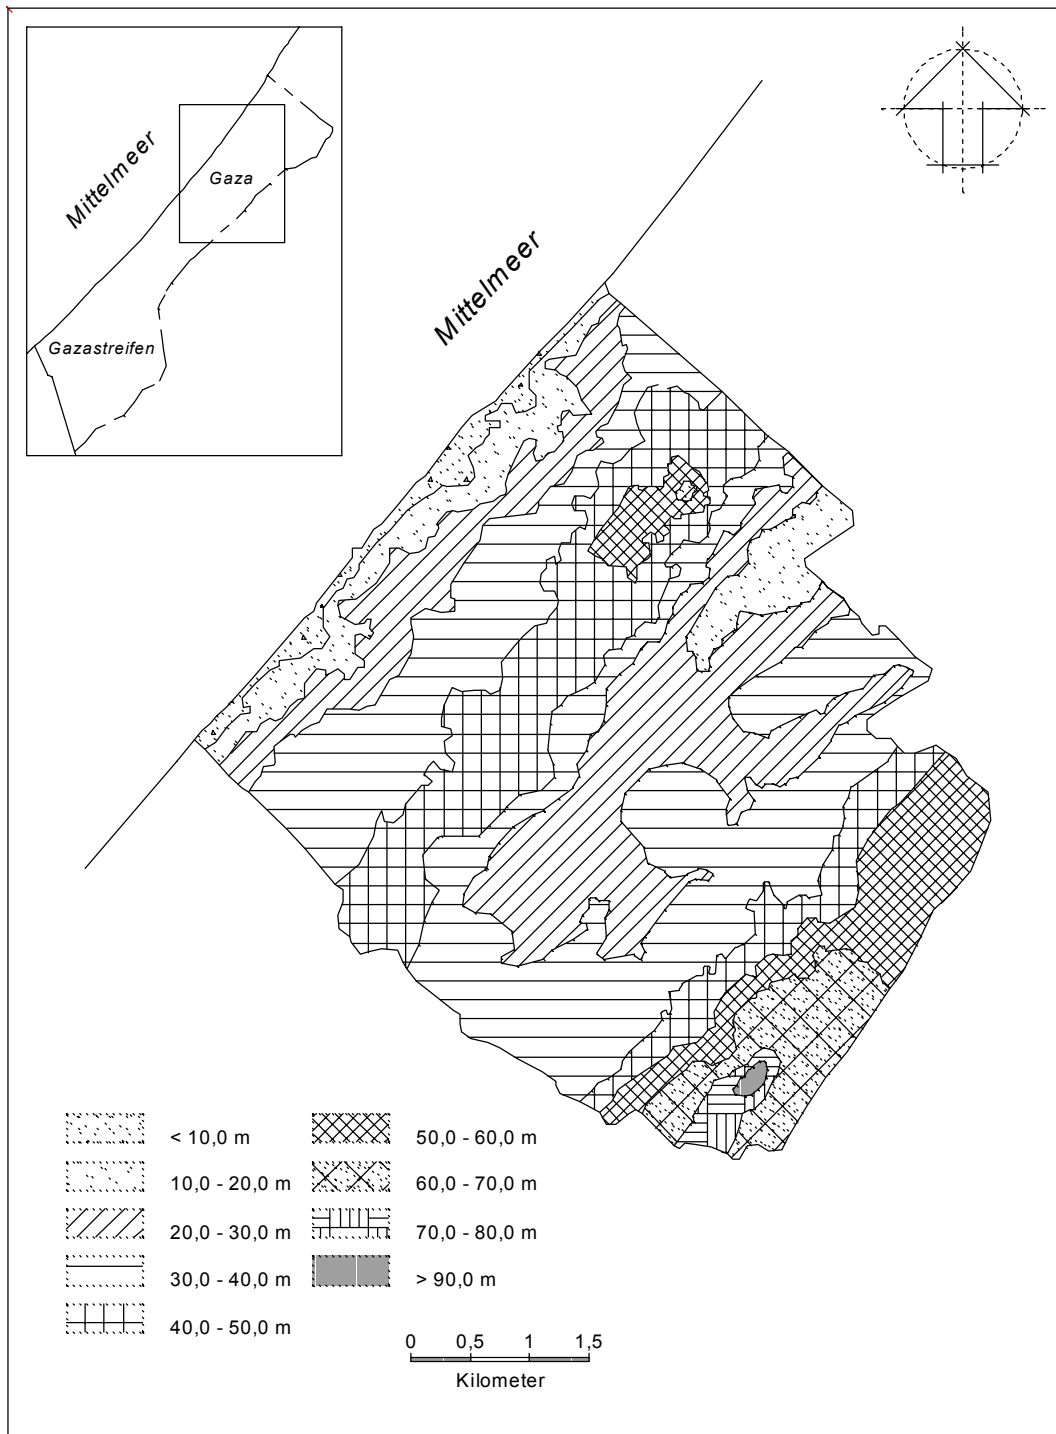 Mittelmeer
Gaza
Gazastreifen
Mittelmeer
< 10,0 m
10,0 - 20,0 m
20,0 - 30,0 m
30,0 - 40,0 m
40,0 - 50,0 m
50,0 - 60,0 m
60,0 - 70,0 m
70,0 - 80,0 m
> 90,0 m
0 0,5 1 1,5
Kilometer